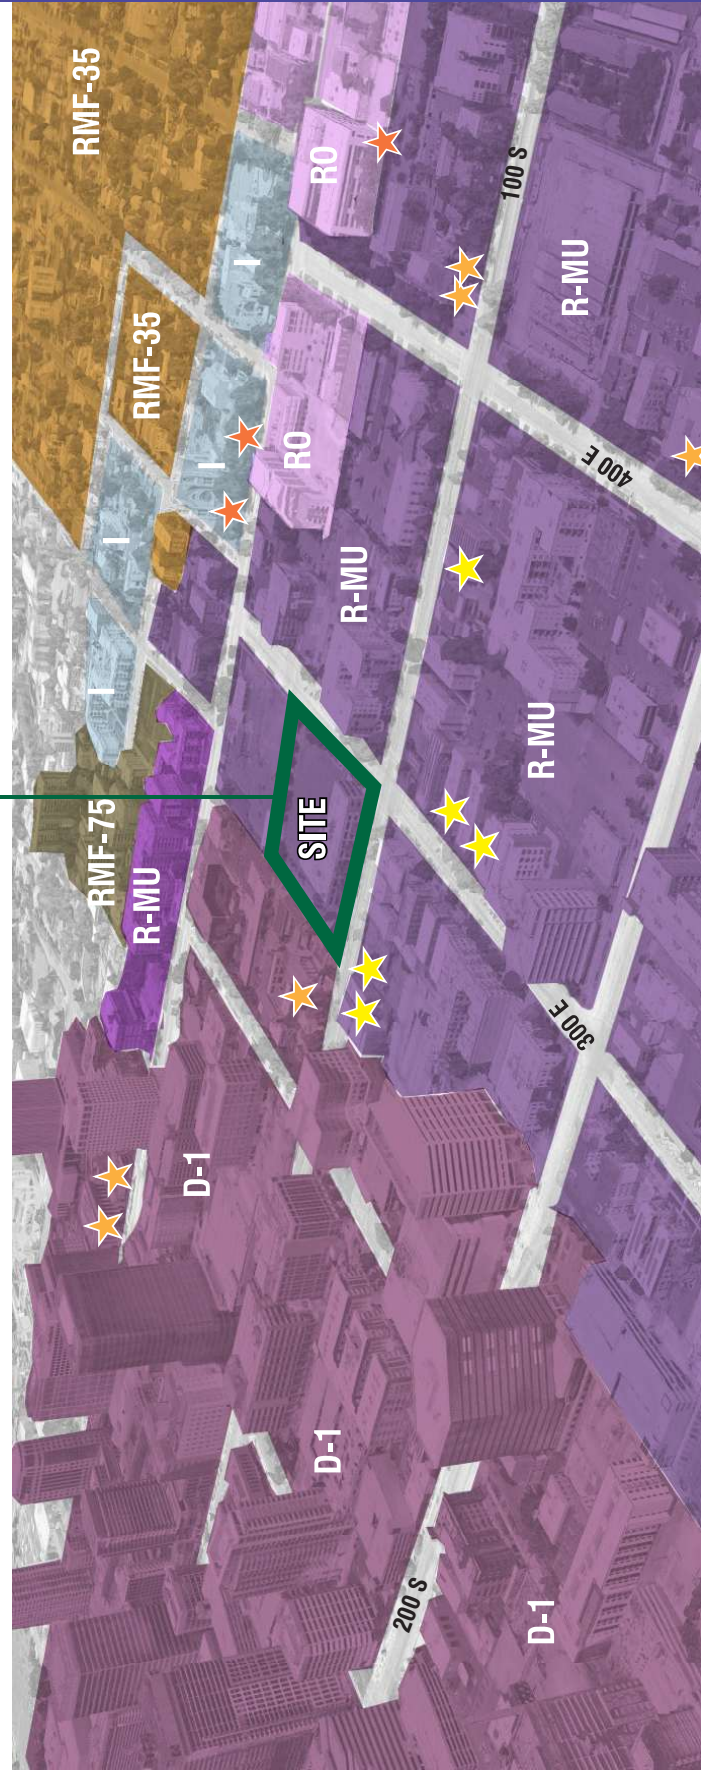 RMF-35
RMF-35
I
I
I
I
RO
RO
100 S
R-MU
400 E
R-MU
R-MU
SITE
RMF-75
R-MU
300 E
D-1
D-1
200 S
D-1